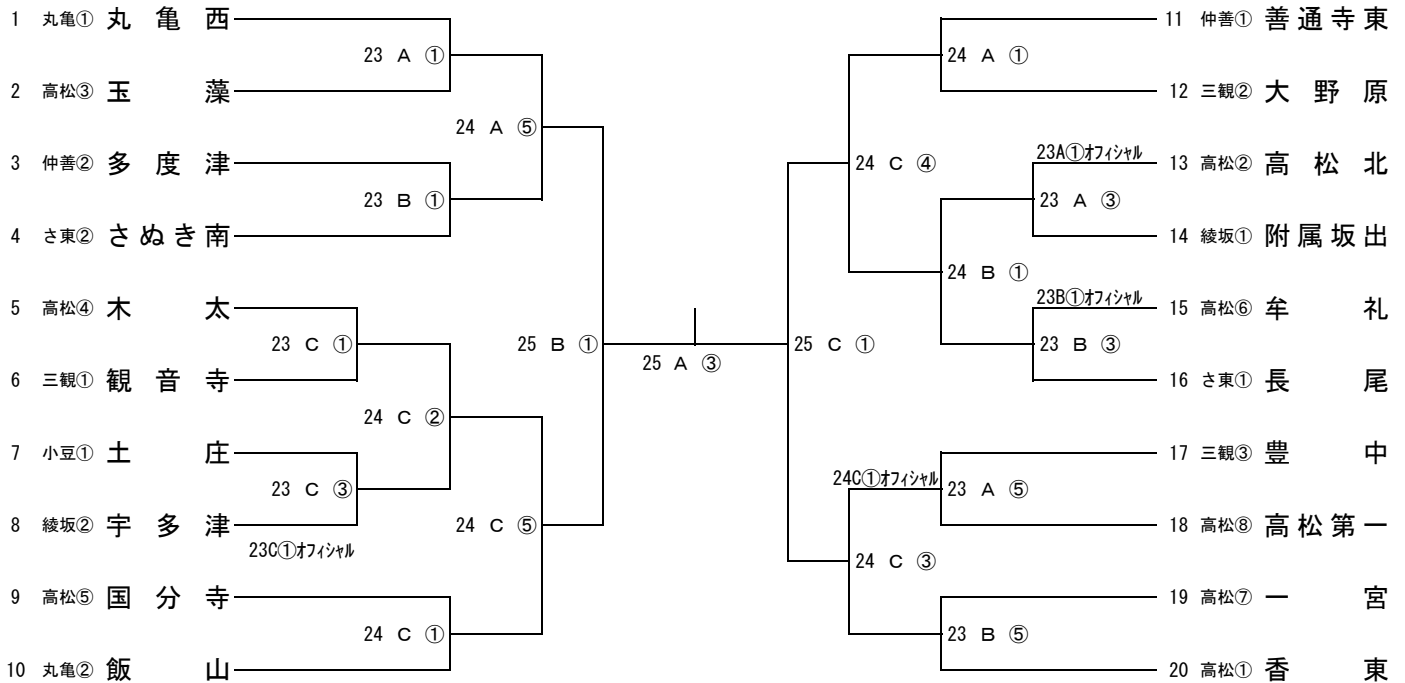 1 丸亀① 丸亀西
23 A ①
2 高松③ 玉藻
24 A ⑤
3 仲善② 多度津
23 B ①
4 さ東② さぬき南
5 高松④ 木太
23 C ①
6 三観① 観音寺
24 C ②
7 小豆① 土庄
23 C ③
8 綾坂② 宇多津
23C①ｵﾌｨｼｬﾙ
24 C ⑤
9 高松⑤ 国分寺
24 C ①
10 丸亀② 飯山
25 B ①
25 A ③
25 C ①
11 仲善① 善通寺東
24 A ①
12 三観② 大野原
24 C ④
23A①ｵﾌｨｼｬﾙ
13 高松② 高松北
23 A ③
14 綾坂① 附属坂出
24 B ①
23B①ｵﾌｨｼｬﾙ
15 高松⑥ 牟礼
23 B ③
16 さ東① 長尾
17 三観③ 豊中
24C①ｵﾌｨｼｬﾙ
23 A ⑤
18 高松⑧ 高松第一
24 C ③
19 高松⑦ 一宮
23 B ⑤
20 高松① 香東